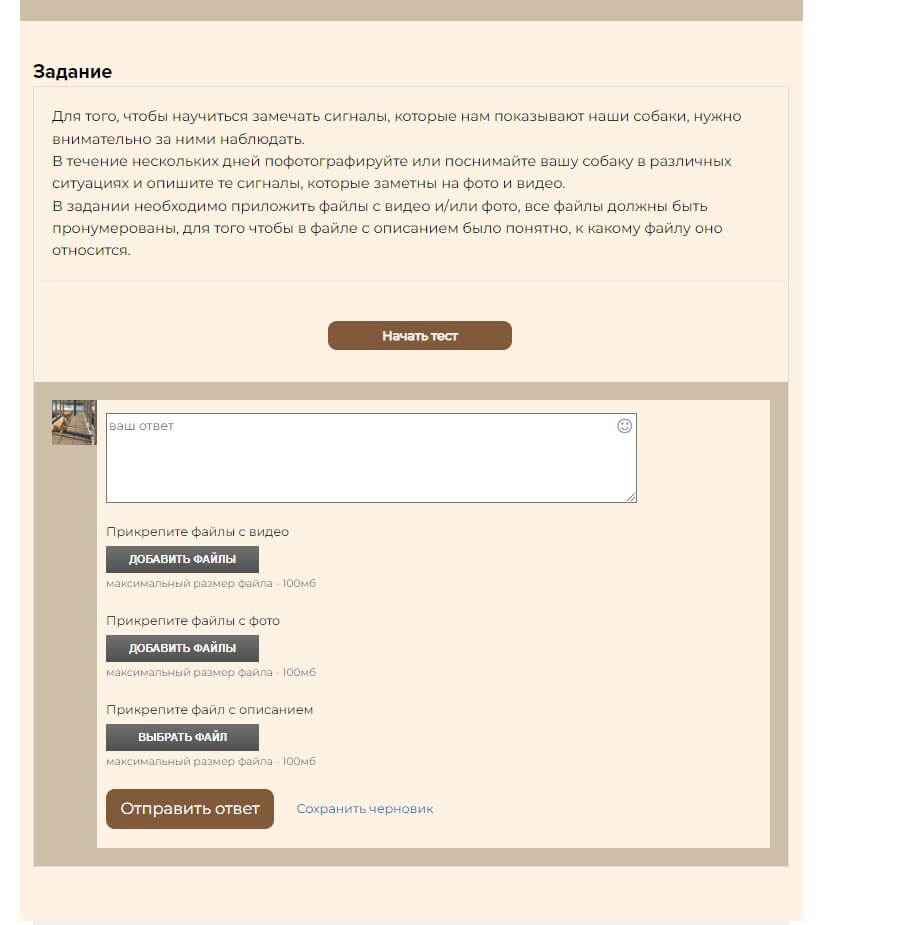 Задание
Для того, чтобы научиться замечать сигналы, которые нам показывают наши собаки, нужно
внимательно за ними наблюдать.
В течение нескольких дней пофотографируйте или поснимайте вашу собаку в различных
ситуациях и опишите те сигналы, которые заметны на фото и видео.
В задании необходимо приложить файлы с видео и/или фото, все файлы должны быть
пронумерованы, для того чтобы в файле с описанием было понятно, к какому файлу оно
относится.
Начать тест
ваш ответ
Прикрепите файлы с видео
ДОБАВИТЬ ФАЙЛЫ
максимальный размер файла - 100мб
Прикрепите файлы с фото
ДОБАВИТЬ ФАЙЛЫ
максимальный размер файла - 100мб
Прикрепите файл с описанием
ВЫБРАТЬ ФАЙЛ
максимальный размер файла - 100мб
Отправить ответ
Сохранить черновик